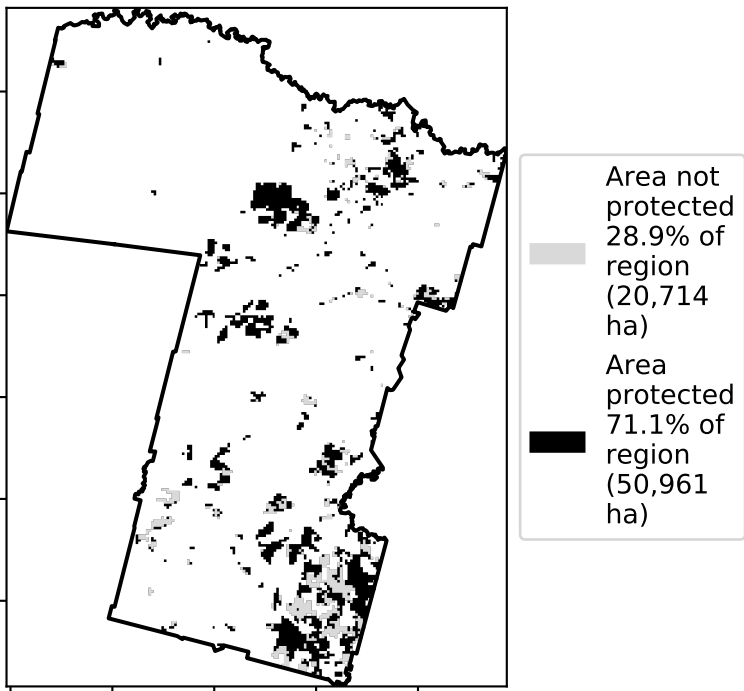 Area not
protected
28.9% of
region
(20,714
ha)
Area
protected
71.1% of
region
(50,961
ha)